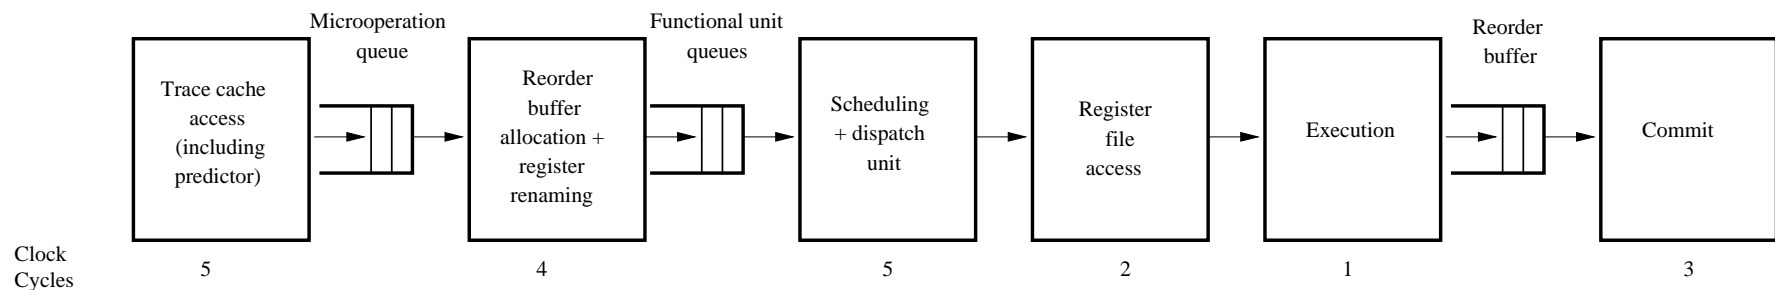 Microoperation
queue
Functional unit
queues
Reorder
buffer
Trace cache
access
(including
predictor)
Reorder
buffer
allocation +
register
renaming
Scheduling
+ dispatch
unit
Register
file
access
Execution
Commit
Clock
Cycles
5
4
5
2
1
3